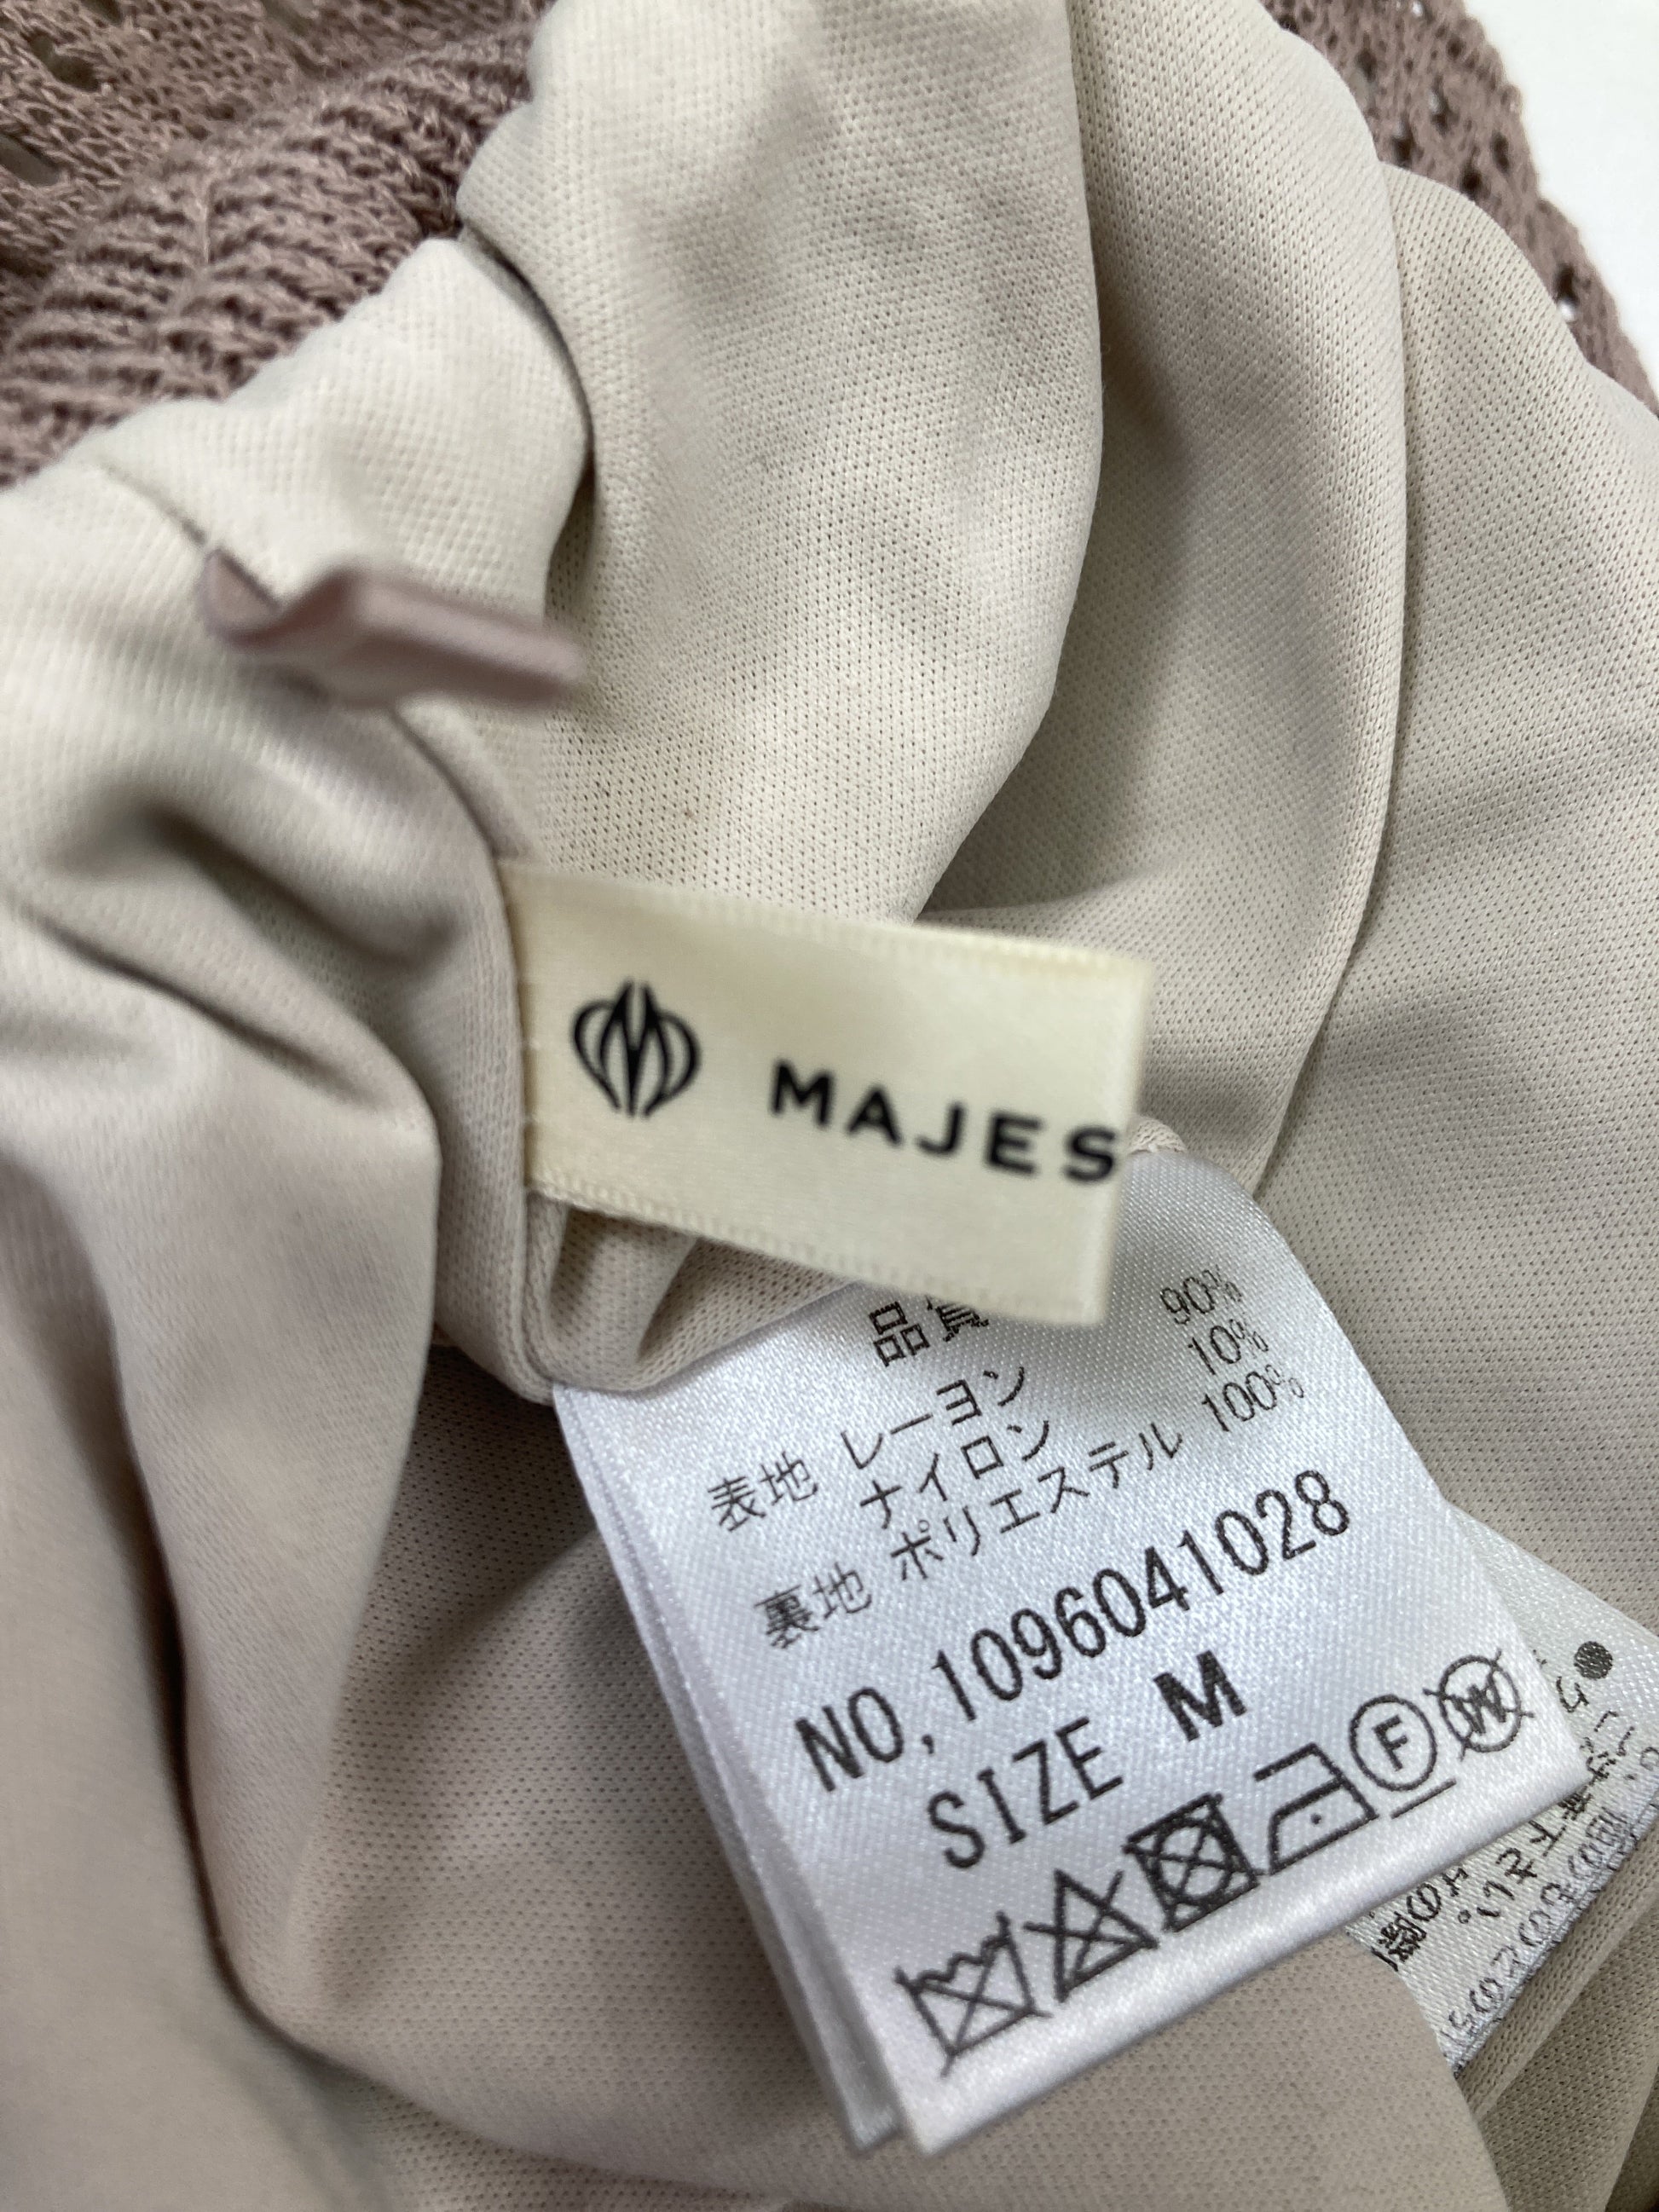 MAJES
品質
表地 レーヨン 90%
ナイロン 10%
裏地 ポリエステル 100%
NO,1096041028
SIZE M
F
W